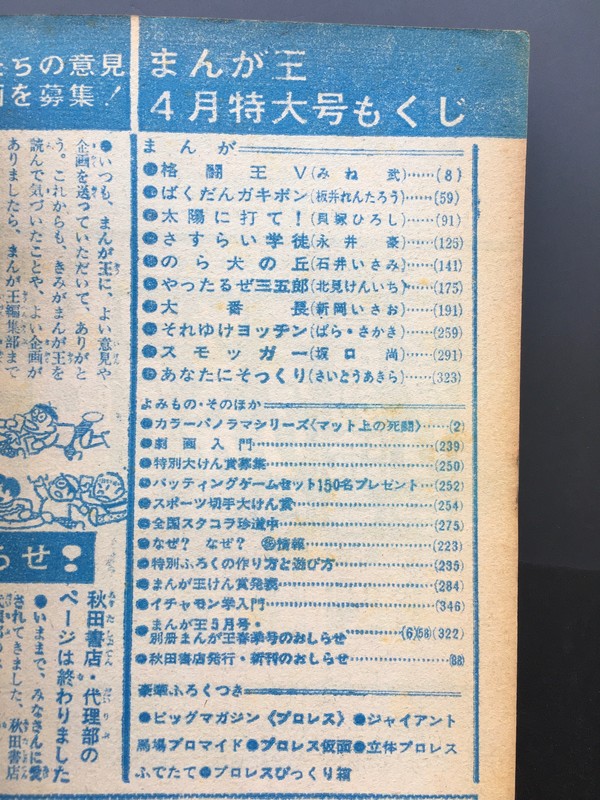 まんが王
4月特大号もくじ
まんが
●格闘王V(みね武)……(8)
●ばくだんガキポン(板井れんたろう)……(59)
●太陽に打て!(貝塚ひろし)……(91)
●さすらい学徒(永井豪)……(125)
●のら犬の丘(石井いさみ)……(141)
●やったるぜ三五郎(北見けんいち)……(175)
●大番長(新岡いさお)……(191)
●それゆけヨッチン(ばら・さかき)……(259)
●スモッガー(坂口尚)……(291)
●あなたにそっくり(さいとうあきら)……(323)
よみもの・そのほか
●カラーパノラマシリーズ〈マット上の死闘〉……(2)
●劇画入門……(239)
●特別大けん賞募集……(250)
●バッティングゲームセット150名プレゼント……(252)
●スポーツ切手大けん賞……(254)
●全国スタコラ珍道中……(275)
●なぜ? なぜ? ㊙情報……(223)
●特別ふろくの作り方と遊び方……(235)
●まんが王けん賞発表……(284)
●イチャモン学入門……(346)
●まんが王5月号・
別冊まんが王春季号のおしらせ……(6)(58)(322)
●秋田書店発行・新刊のおしらせ……(88)
豪華ふろくつき
●ビッグマガジン《プロレス》●ジャイアント
馬場プロマイド●プロレス仮面●立体プロレス
ふでたて●プロレスびっくり箱
ちの意見
を募集!
●いつも、まんが王に、よい意見や
企画を送っていただいて、ありがと
う。これからも、きみがまんが王を
読んで気づいたことや、よい企画が
ありましたら、まんが王編集部まで
らせ!
秋田書店・代理部の
ページは終わりました
●いままで、みなさんに愛
されてきました、秋田書店